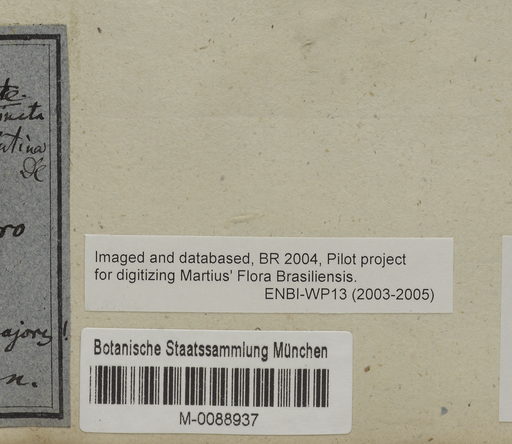 ro
n.
Imaged and databased, BR 2004, Pilot project
for digitizing Martius' Flora Brasiliensis.
ENBI-WP13 (2003-2005)
Botanische Staatssammlung München
M-0088937